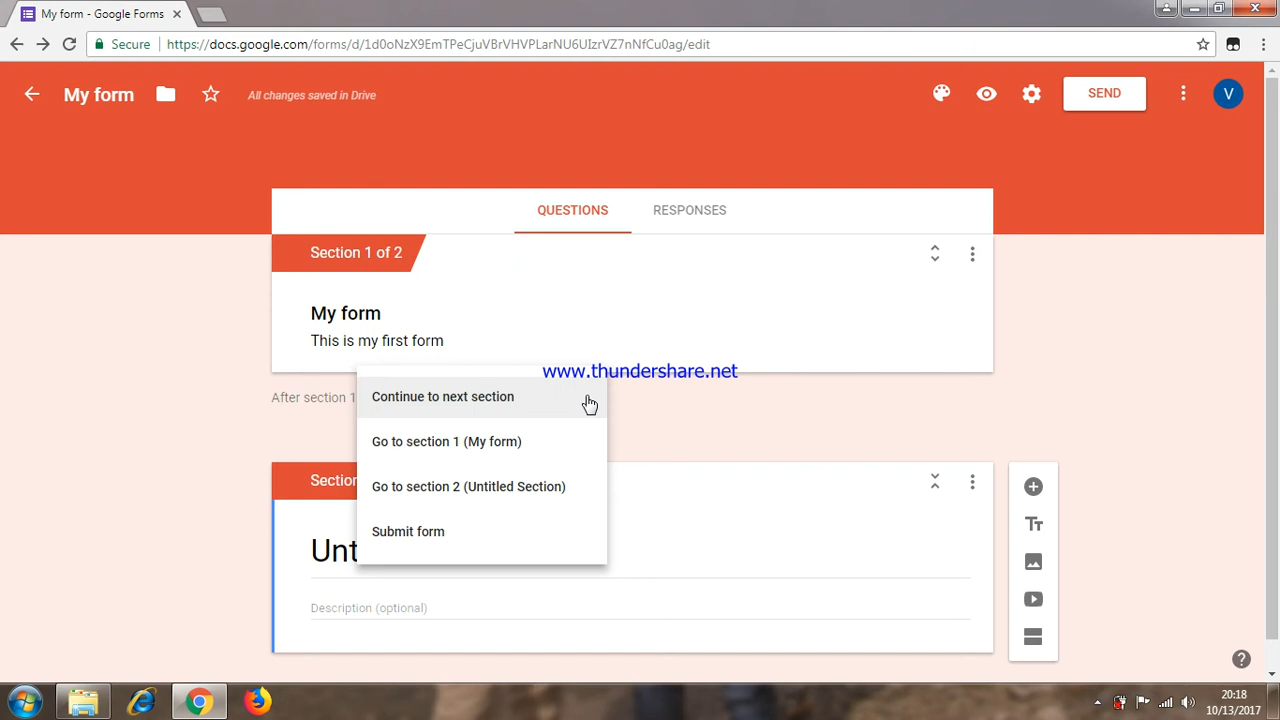 My form - Google Forms
Secure
https://docs.google.com/forms/d/1d0oNzX9EmTPeCjuVBrVHVPLarNU6UIzrVZ7nNfCu0ag/edit
My form
All changes saved in Drive
SEND
V
QUESTIONS
RESPONSES
Section 1 of 2
My form
This is my first form
www.thundershare.net
After section 1
Continue to next section
Go to section 1 (My form)
Go to section 2 (Untitled Section)
Submit form
Section
Unt
Description (optional)
20:18
10/13/2017